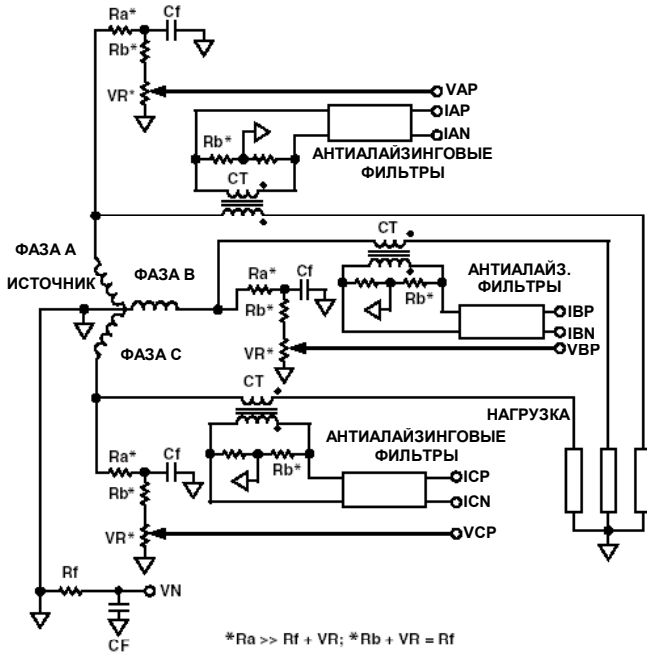 Ra*
Cf
Rb*
VR*
VAP
IAP
Rb*
IAN
АНТИАЛАЙЗИНГОВЫЕ
ФИЛЬТРЫ
CT
ФАЗА А
ИСТОЧНИК
ФАЗА В
CT
Ra*
Cf
Rb*
АНТИАЛАЙЗ.
ФИЛЬТРЫ
Rb*
IBP
IBN
VR*
VBP
ФАЗА С
CT
НАГРУЗКА
АНТИАЛАЙЗИНГОВЫЕ
ФИЛЬТРЫ
Ra*
Cf
Rb*
Rb*
ICP
ICN
VR*
VCP
Rf
VN
CF
*Ra >> Rf + VR; *Rb + VR = Rf